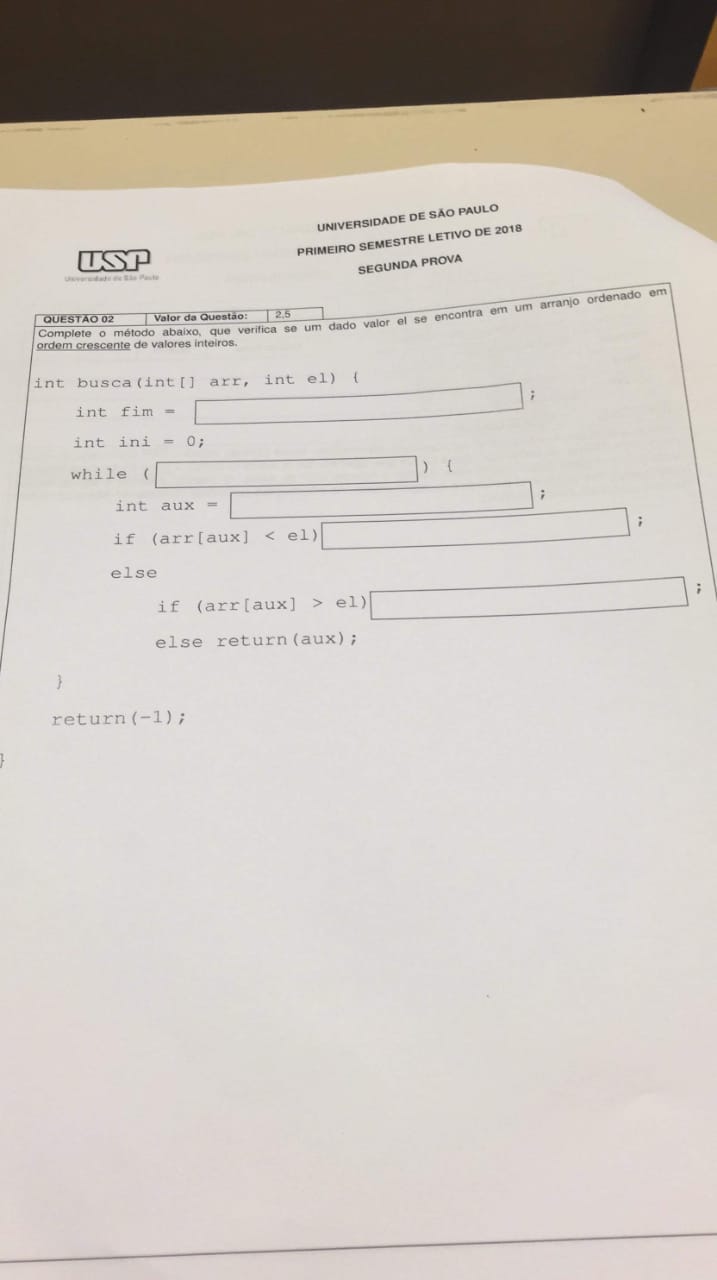 UNIVERSIDADE DE SÃO PAULO
PRIMEIRO SEMESTRE LETIVO DE 2018
SEGUNDA PROVA
USP
Universidade de São Paulo
QUESTÃO 02 Valor da Questão: 2,5
Complete o método abaixo, que verifica se um dado valor el se encontra em um arranjo ordenado em
ordem crescente de valores inteiros.
int busca(int[] arr, int el) {
int fim = ;
int ini = 0;
while ( ) {
int aux = ;
if (arr[aux] < el) ;
else
if (arr[aux] > el) ;
else return(aux);
}
return(-1);
}